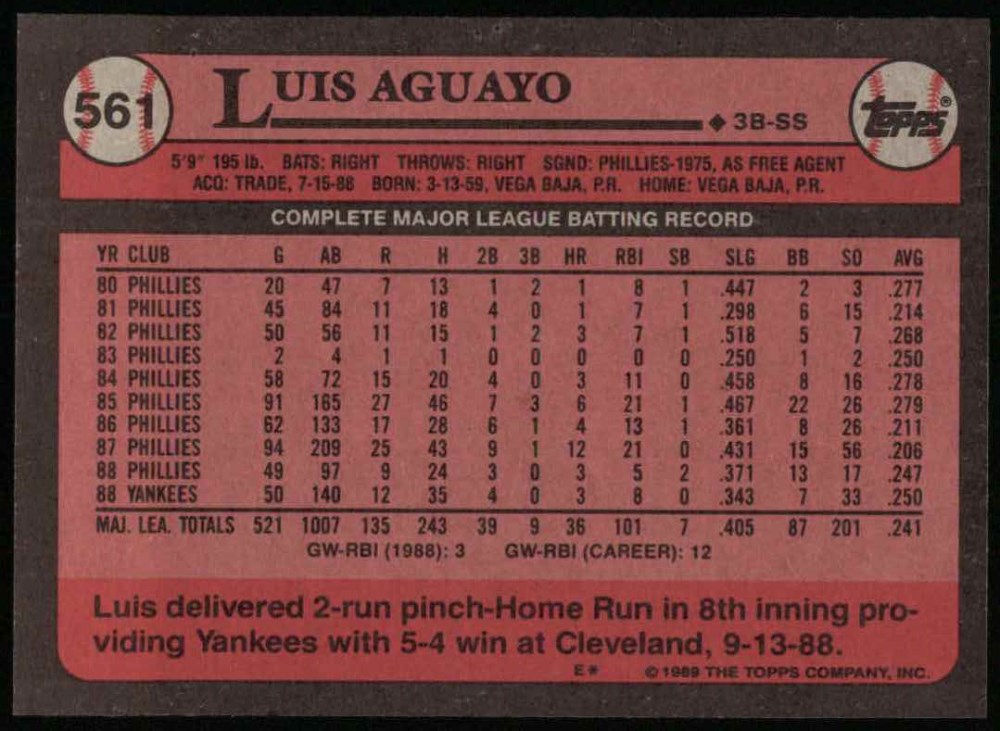 561
LUIS AGUAYO
◆ 3B-SS
TOPPS®
5'9" 195 lb. BATS: RIGHT THROWS: RIGHT SGND: PHILLIES-1975, AS FREE AGENT
ACQ: TRADE, 7-15-88 BORN: 3-13-59, VEGA BAJA, P.R. HOME: VEGA BAJA, P.R.
COMPLETE MAJOR LEAGUE BATTING RECORD
YR CLUB G AB R H 2B 3B HR RBI SB SLG BB SO AVG
80 PHILLIES 20 47 7 13 1 2 1 8 1 .447 2 3 .277
81 PHILLIES 45 84 11 18 4 0 1 7 1 .298 6 15 .214
82 PHILLIES 50 56 11 15 1 2 3 7 1 .518 5 7 .268
83 PHILLIES 2 4 1 1 0 0 0 0 0 .250 1 2 .250
84 PHILLIES 58 72 15 20 4 0 3 11 0 .458 8 16 .278
85 PHILLIES 91 165 27 46 7 3 6 21 1 .467 22 26 .279
86 PHILLIES 62 133 17 28 6 1 4 13 1 .361 8 26 .211
87 PHILLIES 94 209 25 43 9 1 12 21 0 .431 15 56 .206
88 PHILLIES 49 97 9 24 3 0 3 5 2 .371 13 17 .247
88 YANKEES 50 140 12 35 4 0 3 8 0 .343 7 33 .250
MAJ. LEA. TOTALS 521 1007 135 243 39 9 36 101 7 .405 87 201 .241
GW-RBI (1988): 3 GW-RBI (CAREER): 12
Luis delivered 2-run pinch-Home Run in 8th inning pro-
viding Yankees with 5-4 win at Cleveland, 9-13-88.
E* © 1989 THE TOPPS COMPANY, INC.